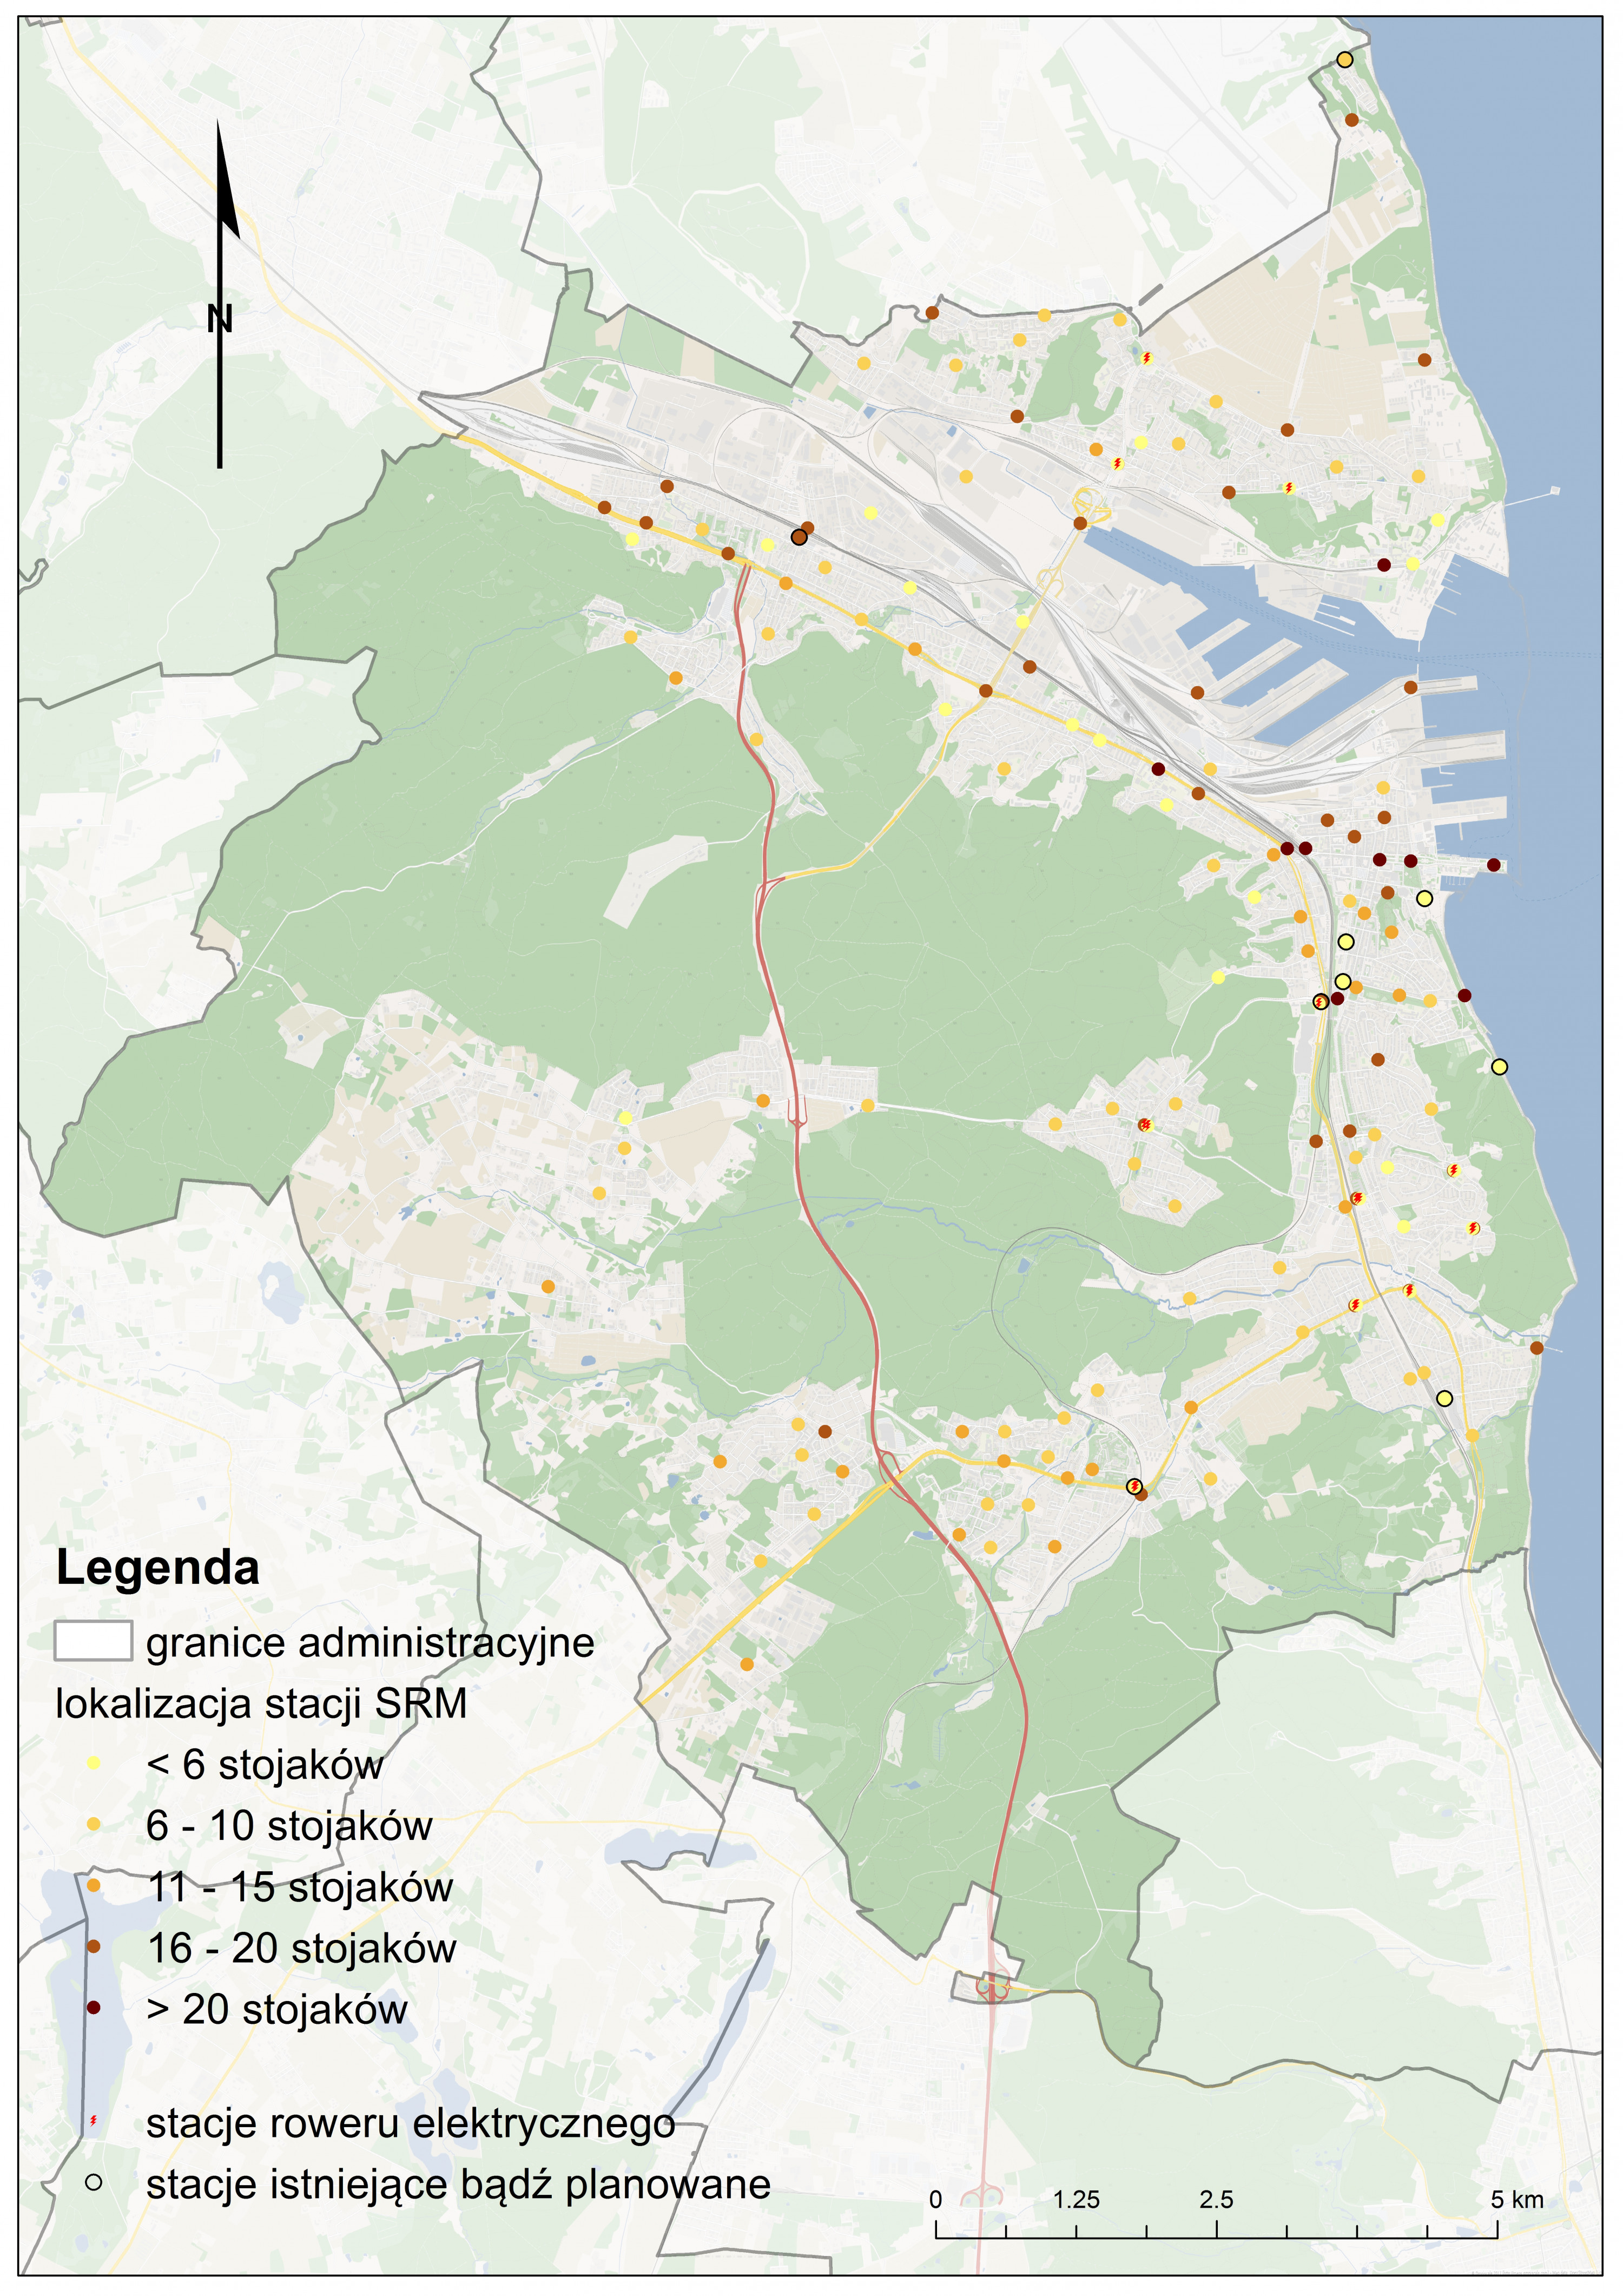 N
Legenda
granice administracyjne
lokalizacja stacji SRM
< 6 stojaków
6 - 10 stojaków
11 - 15 stojaków
16 - 20 stojaków
> 20 stojaków
stacje roweru elektrycznego
stacje istniejące bądź planowane
0 1.25 2.5 5 km